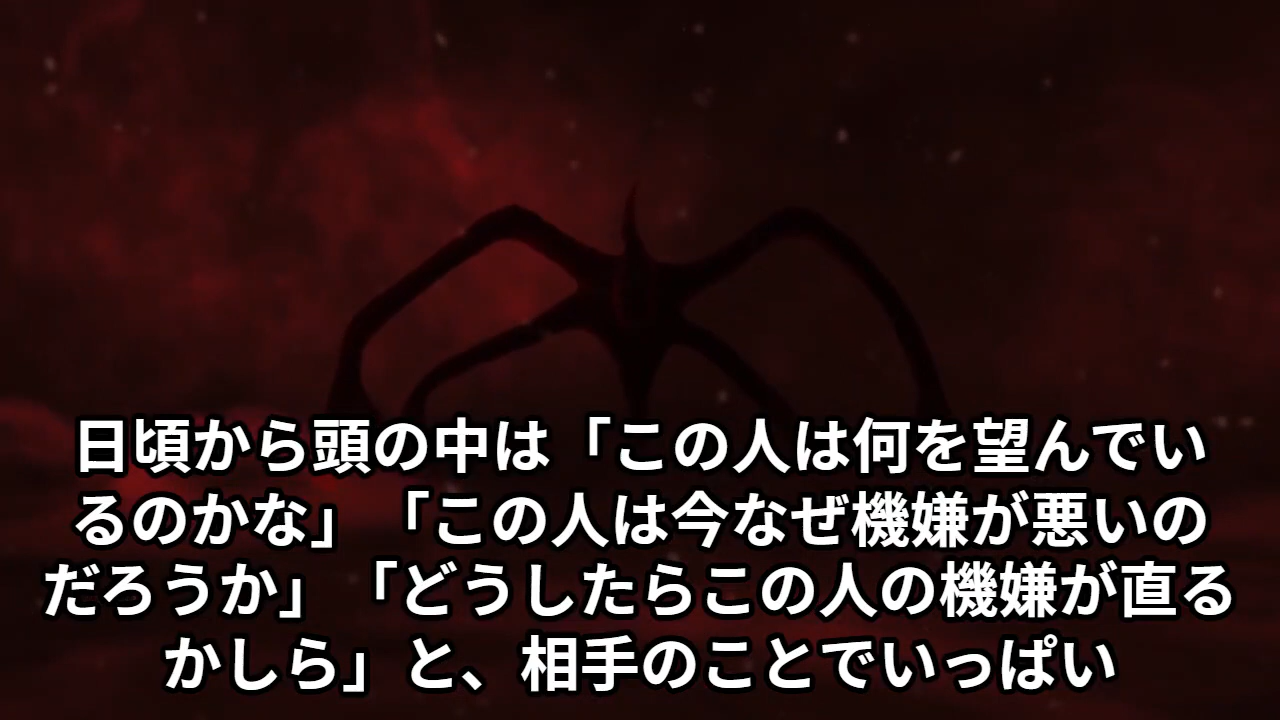 日頃から頭の中は「この人は何を望んでい
るのかな」「この人は今なぜ機嫌が悪いの
だろうか」「どうしたらこの人の機嫌が直る
かしら」と、相手のことでいっぱい